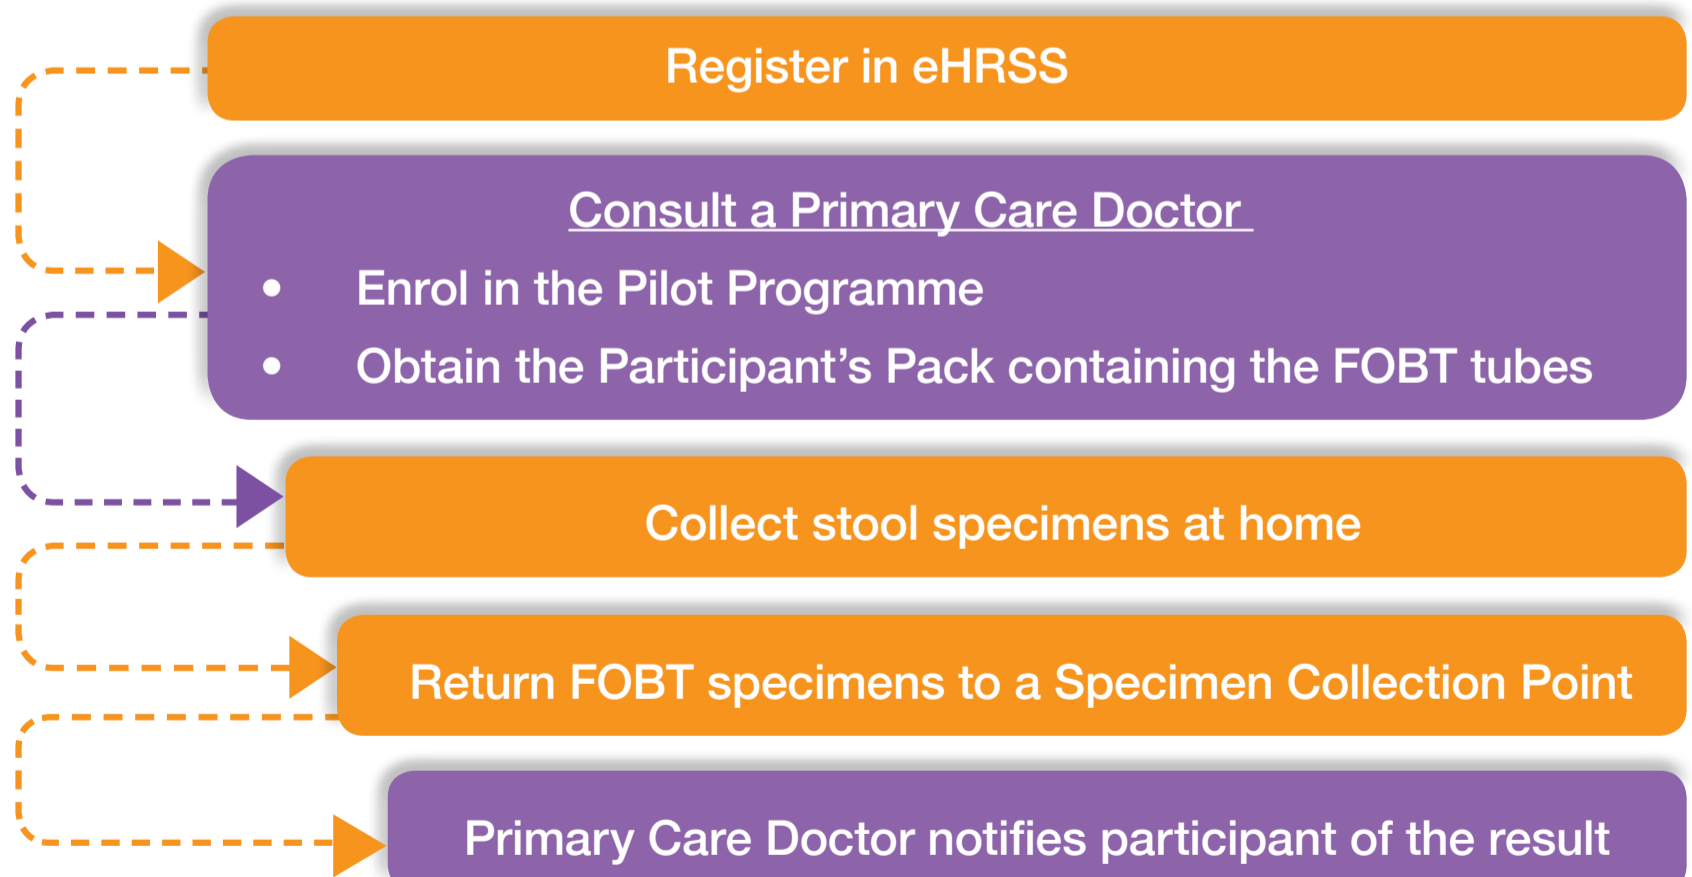 Register in eHRSS
Consult a Primary Care Doctor
• Enrol in the Pilot Programme
• Obtain the Participant’s Pack containing the FOBT tubes
Collect stool specimens at home
Return FOBT specimens to a Specimen Collection Point
Primary Care Doctor notifies participant of the result